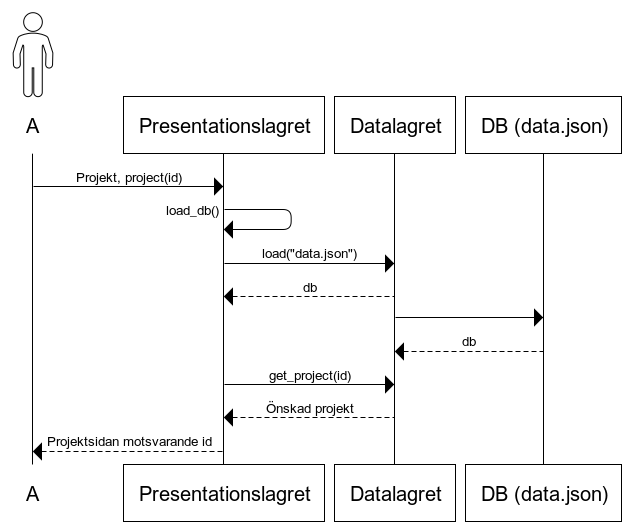 A
Presentationslagret
Datalagret
DB (data.json)
Projekt, project(id)
load_db()
load("data.json")
db
db
get_project(id)
Önskad projekt
Projektsidan motsvarande id
A
Presentationslagret
Datalagret
DB (data.json)